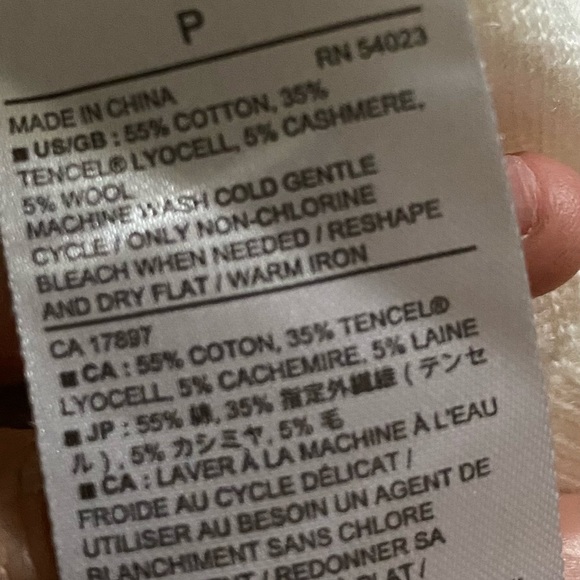 P
RN 54023
MADE IN CHINA
■ US/GB : 55% COTTON, 35%
TENCEL® LYOCELL, 5% CASHMERE,
5% WOOL
MACHINE WASH COLD GENTLE
CYCLE / ONLY NON-CHLORINE
BLEACH WHEN NEEDED / RESHAPE
AND DRY FLAT / WARM IRON
CA 17897
■ CA : 55% COTON, 35% TENCEL®
LYOCELL, 5% CACHEMIRE, 5% LAINE
■ JP : 55% 綿, 35% 指定外繊維 ( テンセ
ル ), 5% カシミヤ, 5% 毛
■ CA : LAVER À LA MACHINE À L'EAU
FROIDE AU CYCLE DÉLICAT /
UTILISER AU BESOIN UN AGENT DE
BLANCHIMENT SANS CHLORE
/ REDONNER SA